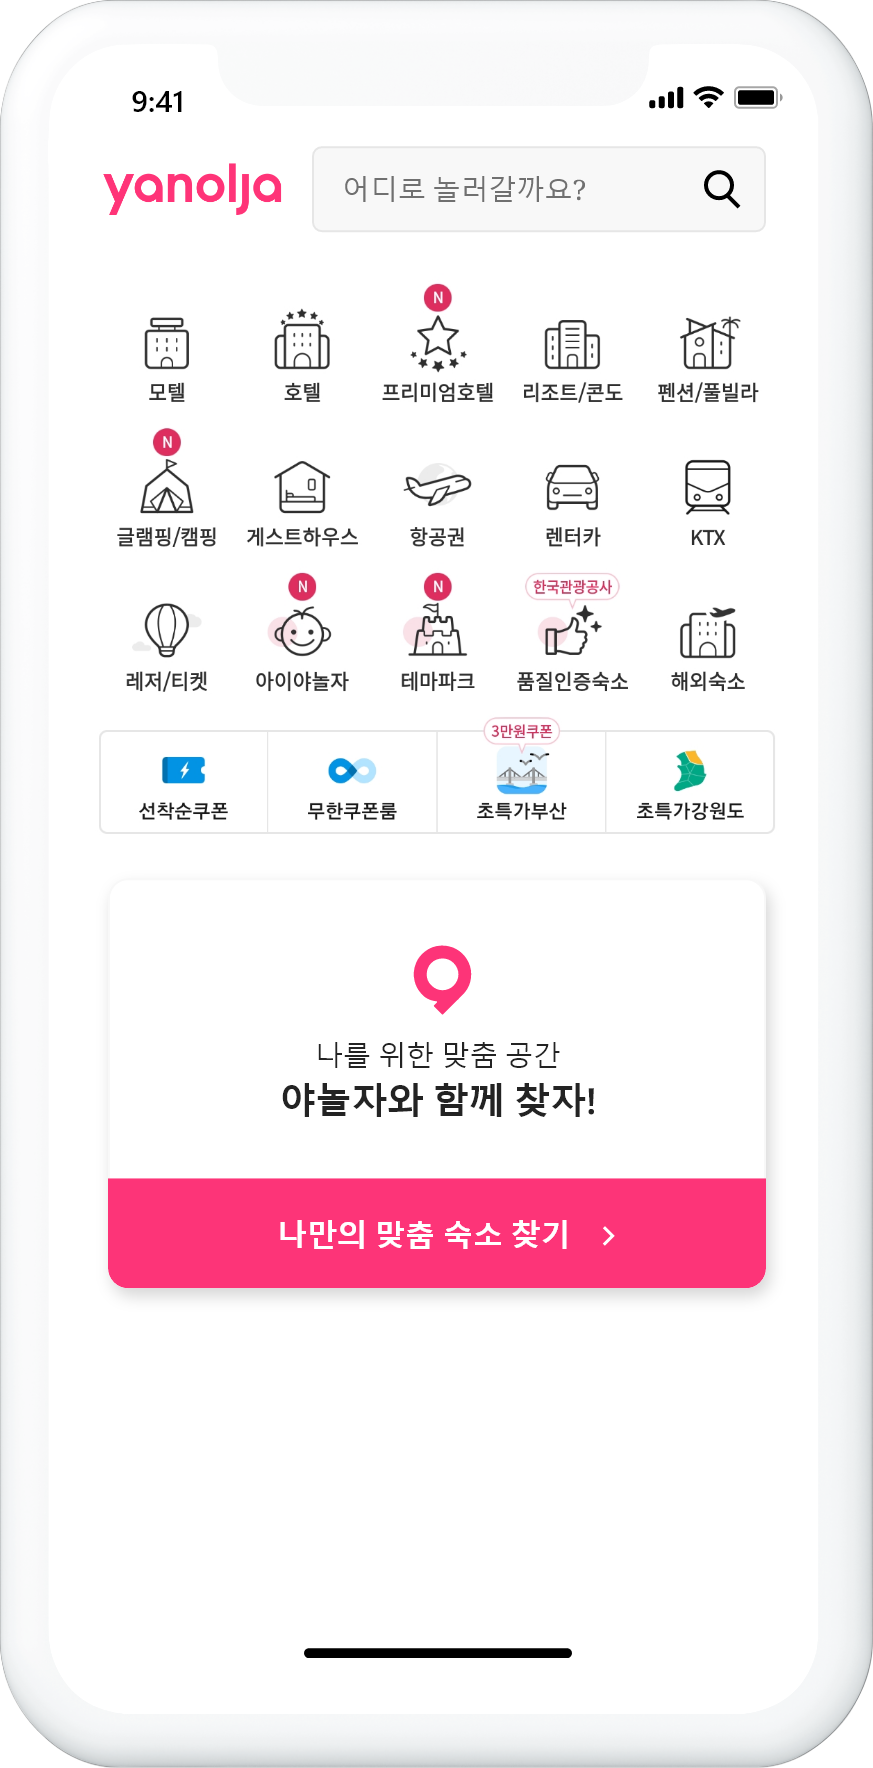 9:41
yanolja
어디로 놀러갈까요?
N
모텔 호텔 프리미엄호텔 리조트/콘도 펜션/풀빌라
N
글램핑/캠핑 게스트하우스 항공권 렌터카 KTX
N N 한국관광공사
레저/티켓 아이야놀자 테마파크 품질인증숙소 해외숙소
3만원쿠폰
선착순쿠폰 무한쿠폰룸 초특가부산 초특가강원도
나를 위한 맞춤 공간
야놀자와 함께 찾자!
나만의 맞춤 숙소 찾기